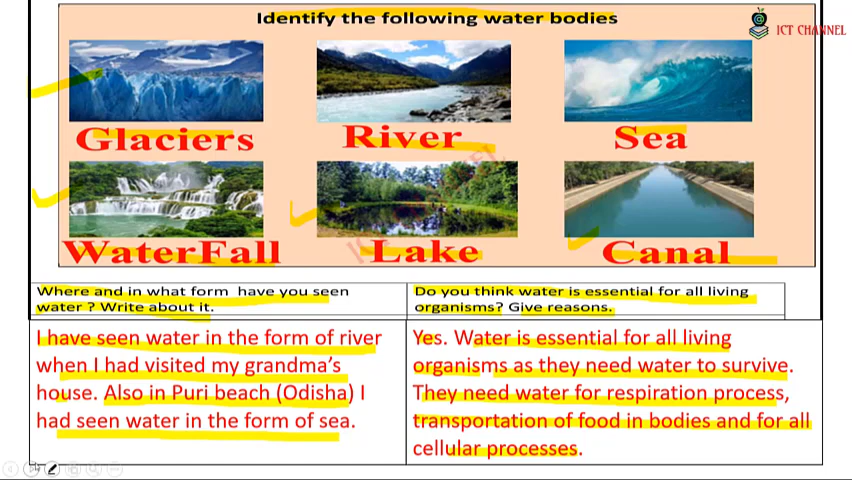 Identify the following water bodies
ICT CHANNEL
Glaciers
River
Sea
WaterFall
Lake
Canal
Where and in what form have you seen
water ? Write about it.
Do you think water is essential for all living
organisms? Give reasons.
I have seen water in the form of river
when I had visited my grandma’s
house. Also in Puri beach (Odisha) I
had seen water in the form of sea.
Yes. Water is essential for all living
organisms as they need water to survive.
They need water for respiration process,
transportation of food in bodies and for all
cellular processes.